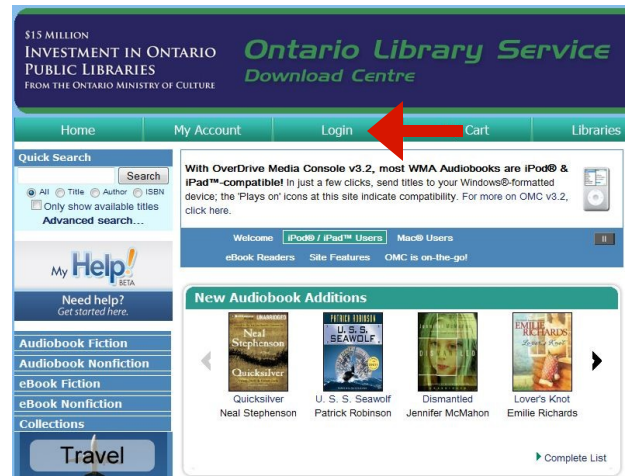 $15 MILLION
INVESTMENT IN ONTARIO
PUBLIC LIBRARIES
FROM THE ONTARIO MINISTRY OF CULTURE
Ontario Library Service
Download Centre
Home My Account Login Cart Libraries
Quick Search
Search
All Title Author ISBN
Only show available titles
Advanced search...
My Help!
BETA
Need help?
Get started here.
Audiobook Fiction
Audiobook Nonfiction
eBook Fiction
eBook Nonfiction
Collections
Travel
With OverDrive Media Console v3.2, most WMA Audiobooks are iPod® &
iPad™-compatible! In just a few clicks, send titles to your Windows®-formatted
device; the 'Plays on' icons at this site indicate compatibility. For more on OMC v3.2,
click here.
Welcome iPod® / iPad™ Users Mac® Users
eBook Readers Site Features OMC is on-the-go!
New Audiobook Additions
UNABRIDGED
Neal
Stephenson
Quicksilver
PATRICK ROBINSON
U.S.S.
SEAWOLF
Jennifer McMahon
DISMANTLED
EMILIE
RICHARDS
Lover's Knot
Quicksilver U. S. S. Seawolf Dismantled Lover's Knot
Neal Stephenson Patrick Robinson Jennifer McMahon Emilie Richards
Complete List